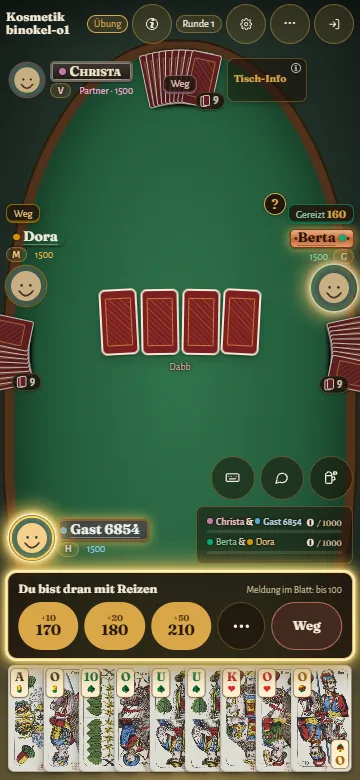 Kosmetik
binokel-01
Übung
Runde 1
Christa
V
Partner · 1500
Weg
9
Tisch-Info
Weg
Dora
M
1500
?
Gereizt 160
Berta
1500
G
9
9
Dabb
Christa & Gast 6854 0 / 1000
Berta & Dora 0 / 1000
Gast 6854
H
1500
Du bist dran mit Reizen
Meldung im Blatt: bis 100
+10
170
+20
180
+50
210
...
Weg
A
O
10
O
U
U
K
O
O
O